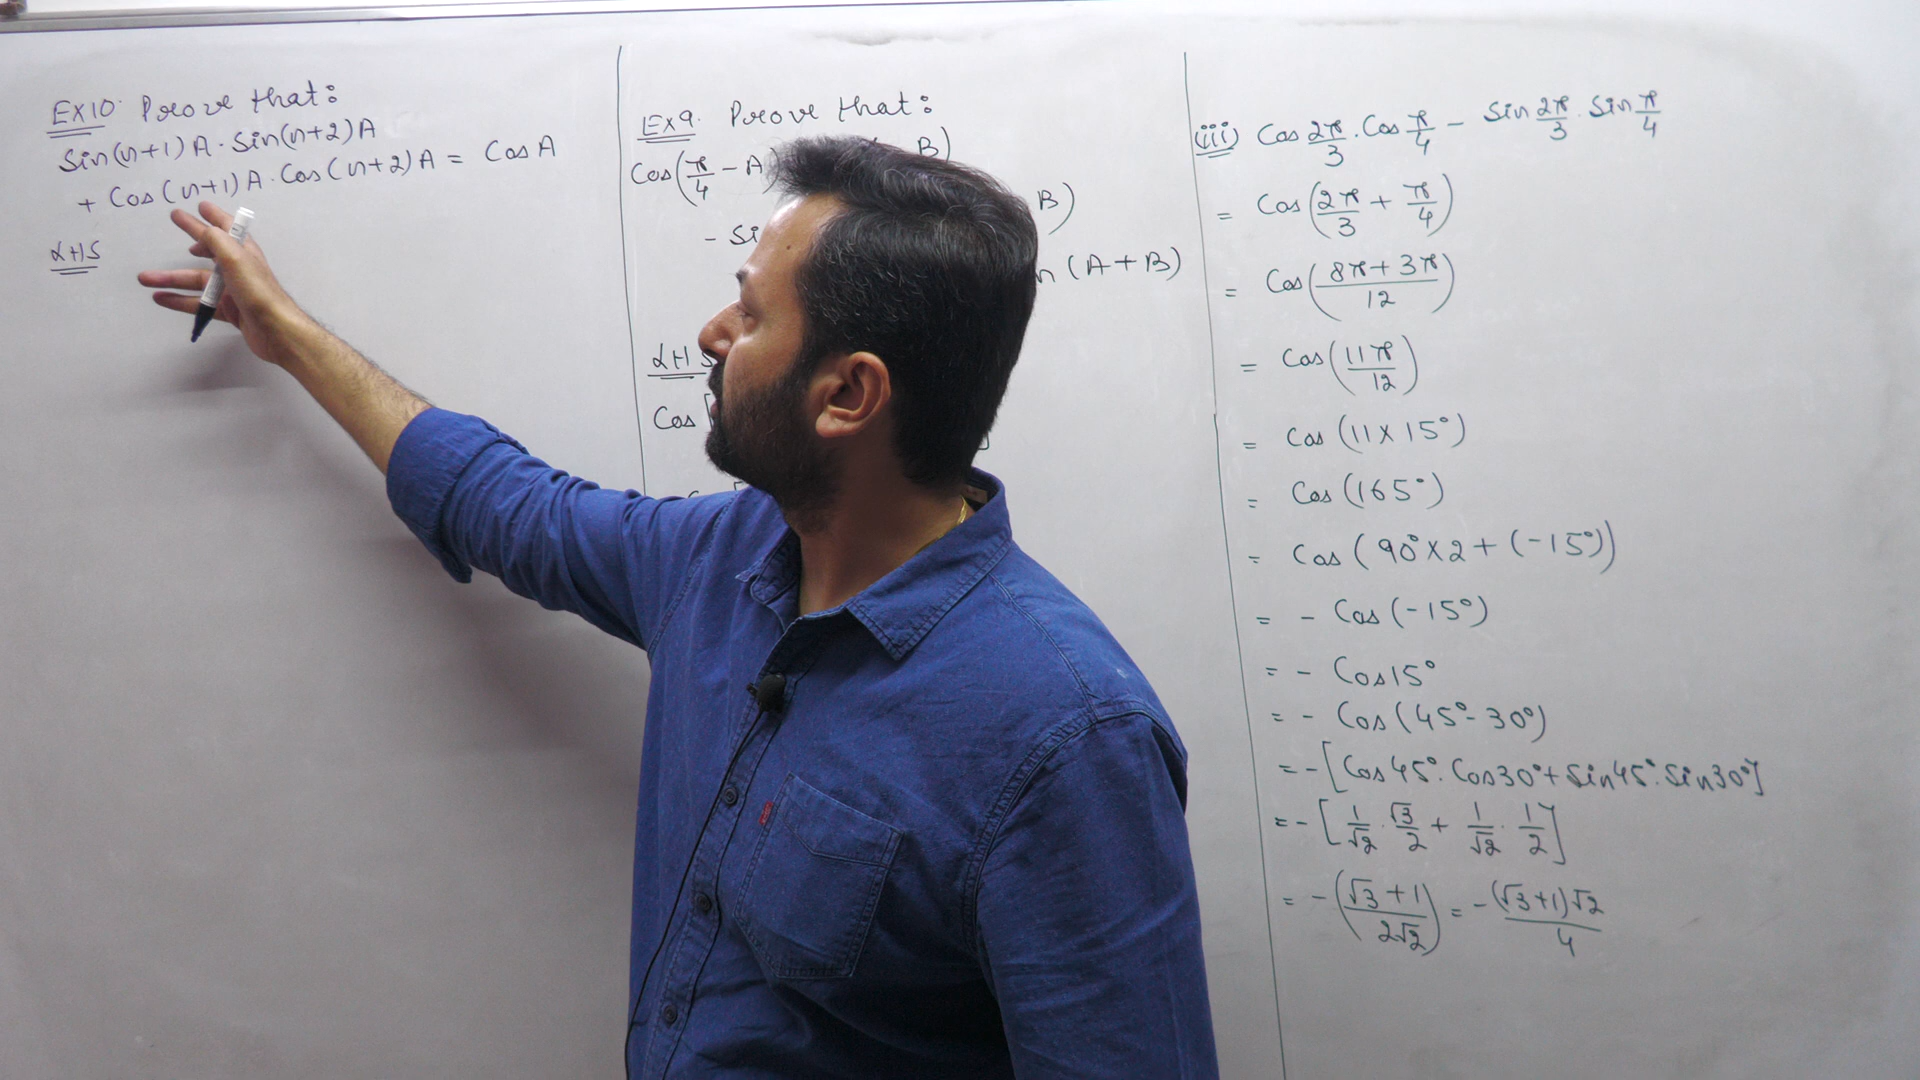 EX10. Prove that:
Sin(n+1)A.Sin(n+2)A
+ Cos(n+1)A.Cos(n+2)A = CosA
LHS
EX9. Prove that:
Cos(π/4 - A) B)
- Si B)
n (A+B)
LHS
Cos [
(iii) Cos 2π/3 . Cos π/4 - Sin 2π/3 . Sin π/4
= Cos(2π/3 + π/4)
= Cos((8π+3π)/12)
= Cos(11π/12)
= Cos (11×15°)
= Cos (165°)
= Cos (90°×2+(-15°))
= - Cos (-15°)
= - Cos15°
= - Cos(45°-30°)
= -[Cos45°.Cos30°+Sin45°.Sin30°]
= -[1/√2 . √3/2 + 1/√2 . 1/2]
= -((√3+1)/2√2) = -(√3+1)√2/4